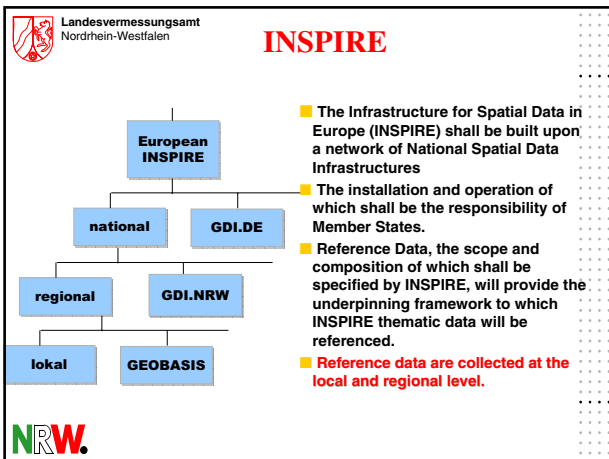 Landesvermessungsamt
Nordrhein-Westfalen
INSPIRE
European
INSPIRE
national
GDI.DE
regional
GDI.NRW
lokal
GEOBASIS
The Infrastructure for Spatial Data in
Europe (INSPIRE) shall be built upon
a network of National Spatial Data
Infrastructures
The installation and operation of
which shall be the responsibility of
Member States.
Reference Data, the scope and
composition of which shall be
specified by INSPIRE, will provide the
underpinning framework to which
INSPIRE thematic data will be
referenced.
Reference data are collected at the
local and regional level.
NRW.